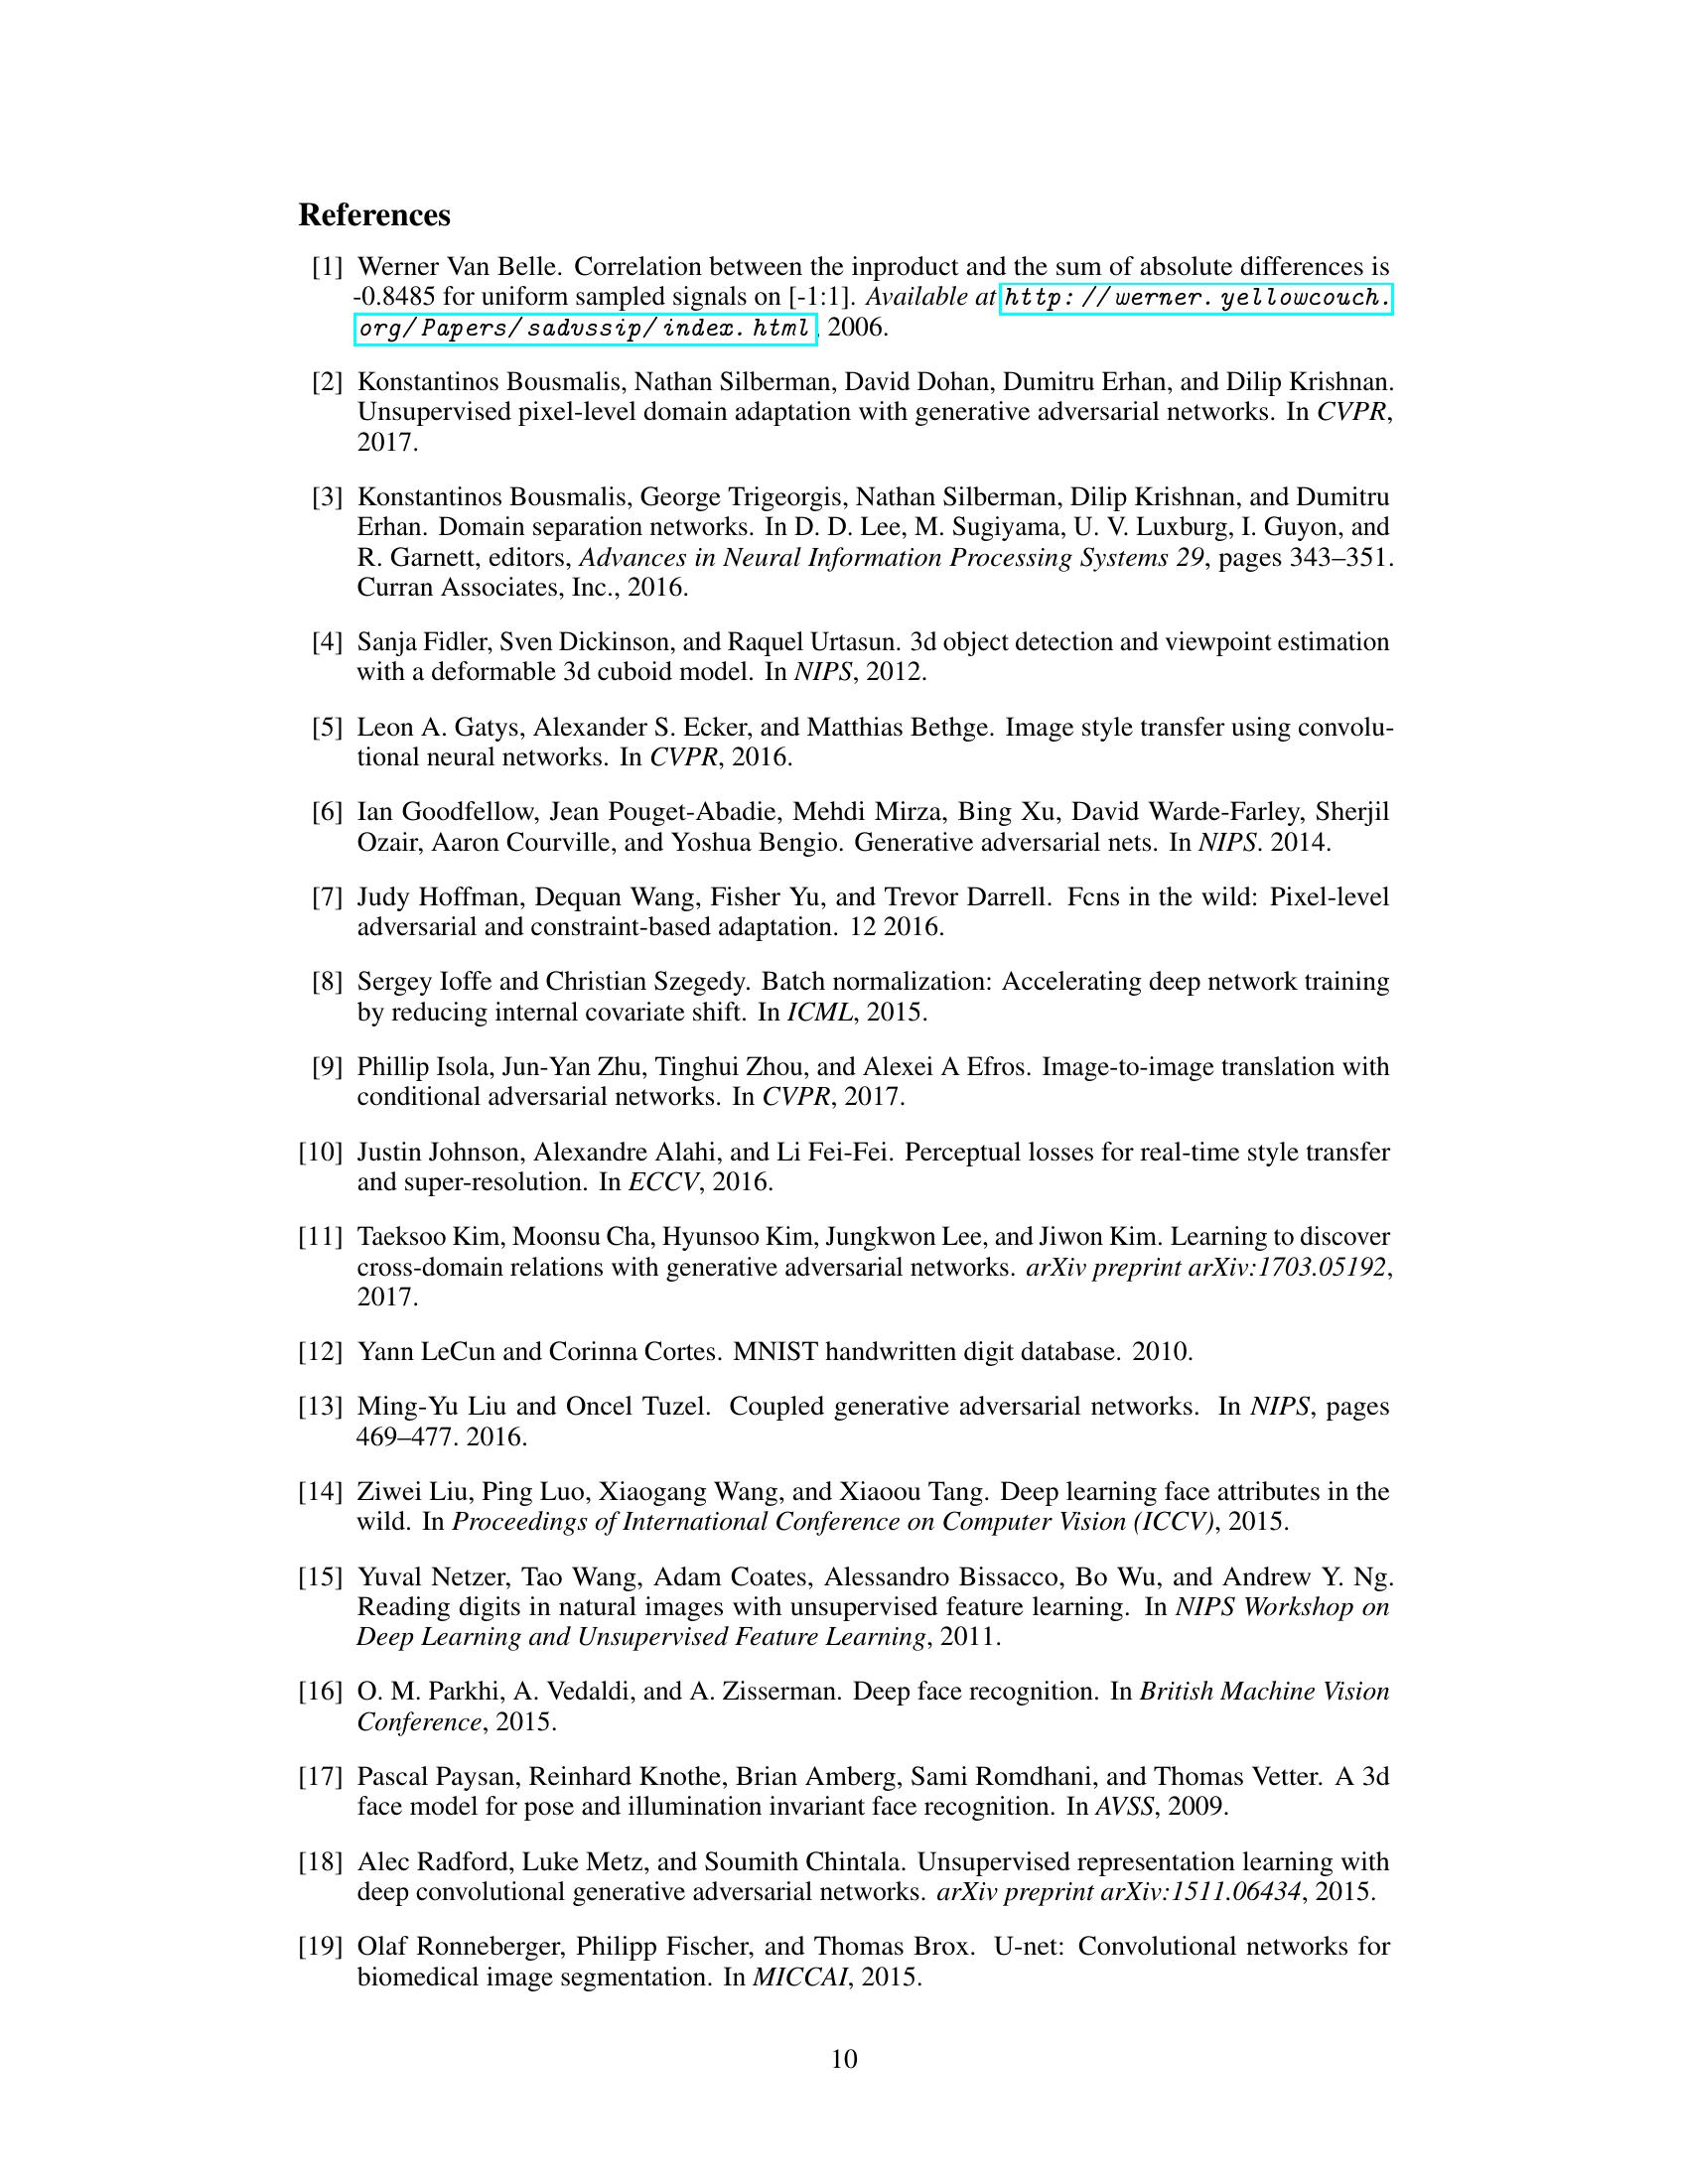 References
[1] Werner Van Belle. Correlation between the inproduct and the sum of absolute differences is
-0.8485 for uniform sampled signals on [-1:1]. Available at http://werner.yellowcouch.
org/Papers/sadvssip/index.html, 2006.
[2] Konstantinos Bousmalis, Nathan Silberman, David Dohan, Dumitru Erhan, and Dilip Krishnan.
Unsupervised pixel-level domain adaptation with generative adversarial networks. In CVPR,
2017.
[3] Konstantinos Bousmalis, George Trigeorgis, Nathan Silberman, Dilip Krishnan, and Dumitru
Erhan. Domain separation networks. In D. D. Lee, M. Sugiyama, U. V. Luxburg, I. Guyon, and
R. Garnett, editors, Advances in Neural Information Processing Systems 29, pages 343–351.
Curran Associates, Inc., 2016.
[4] Sanja Fidler, Sven Dickinson, and Raquel Urtasun. 3d object detection and viewpoint estimation
with a deformable 3d cuboid model. In NIPS, 2012.
[5] Leon A. Gatys, Alexander S. Ecker, and Matthias Bethge. Image style transfer using convolu-
tional neural networks. In CVPR, 2016.
[6] Ian Goodfellow, Jean Pouget-Abadie, Mehdi Mirza, Bing Xu, David Warde-Farley, Sherjil
Ozair, Aaron Courville, and Yoshua Bengio. Generative adversarial nets. In NIPS. 2014.
[7] Judy Hoffman, Dequan Wang, Fisher Yu, and Trevor Darrell. Fcns in the wild: Pixel-level
adversarial and constraint-based adaptation. 12 2016.
[8] Sergey Ioffe and Christian Szegedy. Batch normalization: Accelerating deep network training
by reducing internal covariate shift. In ICML, 2015.
[9] Phillip Isola, Jun-Yan Zhu, Tinghui Zhou, and Alexei A Efros. Image-to-image translation with
conditional adversarial networks. In CVPR, 2017.
[10] Justin Johnson, Alexandre Alahi, and Li Fei-Fei. Perceptual losses for real-time style transfer
and super-resolution. In ECCV, 2016.
[11] Taeksoo Kim, Moonsu Cha, Hyunsoo Kim, Jungkwon Lee, and Jiwon Kim. Learning to discover
cross-domain relations with generative adversarial networks. arXiv preprint arXiv:1703.05192,
2017.
[12] Yann LeCun and Corinna Cortes. MNIST handwritten digit database. 2010.
[13] Ming-Yu Liu and Oncel Tuzel. Coupled generative adversarial networks. In NIPS, pages
469–477. 2016.
[14] Ziwei Liu, Ping Luo, Xiaogang Wang, and Xiaoou Tang. Deep learning face attributes in the
wild. In Proceedings of International Conference on Computer Vision (ICCV), 2015.
[15] Yuval Netzer, Tao Wang, Adam Coates, Alessandro Bissacco, Bo Wu, and Andrew Y. Ng.
Reading digits in natural images with unsupervised feature learning. In NIPS Workshop on
Deep Learning and Unsupervised Feature Learning, 2011.
[16] O. M. Parkhi, A. Vedaldi, and A. Zisserman. Deep face recognition. In British Machine Vision
Conference, 2015.
[17] Pascal Paysan, Reinhard Knothe, Brian Amberg, Sami Romdhani, and Thomas Vetter. A 3d
face model for pose and illumination invariant face recognition. In AVSS, 2009.
[18] Alec Radford, Luke Metz, and Soumith Chintala. Unsupervised representation learning with
deep convolutional generative adversarial networks. arXiv preprint arXiv:1511.06434, 2015.
[19] Olaf Ronneberger, Philipp Fischer, and Thomas Brox. U-net: Convolutional networks for
biomedical image segmentation. In MICCAI, 2015.
10